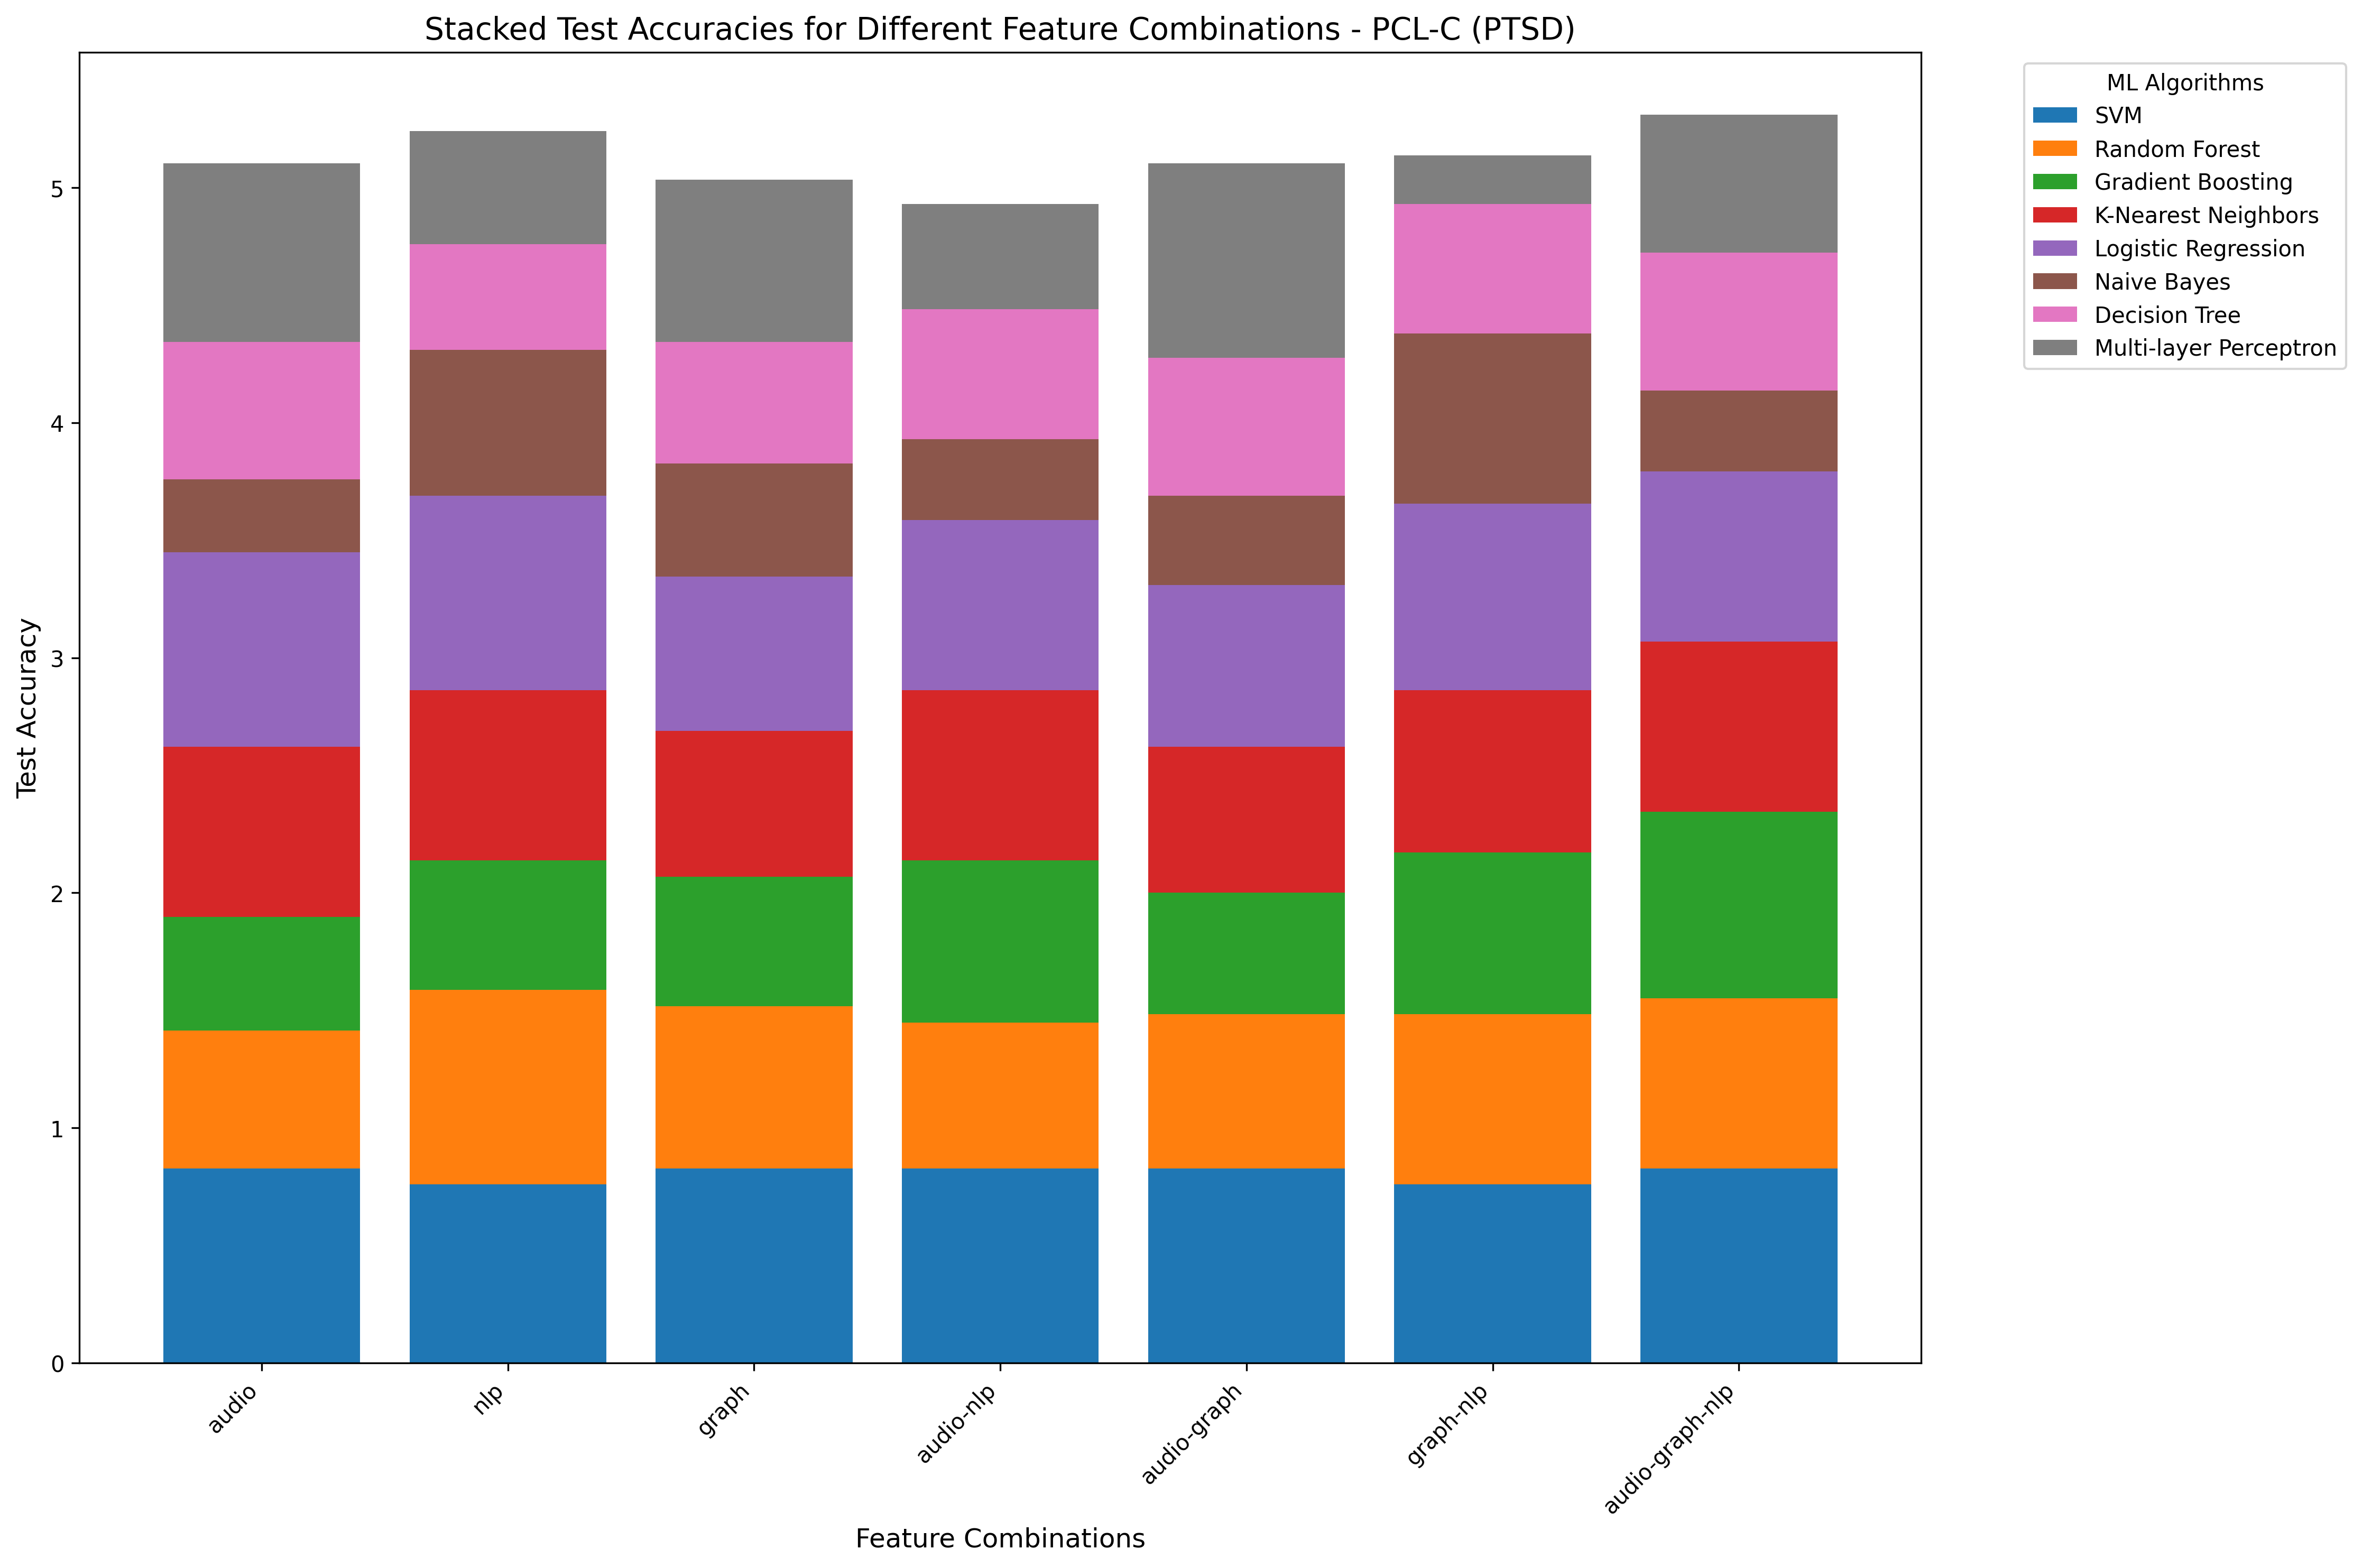 Stacked Test Accuracies for Different Feature Combinations - PCL-C (PTSD)
ML Algorithms
SVM
Random Forest
Gradient Boosting
K-Nearest Neighbors
Logistic Regression
Naive Bayes
Decision Tree
Multi-layer Perceptron
Test Accuracy
5
4
3
2
1
0
audio
nlp
graph
audio-nlp
audio-graph
graph-nlp
audio-graph-nlp
Feature Combinations